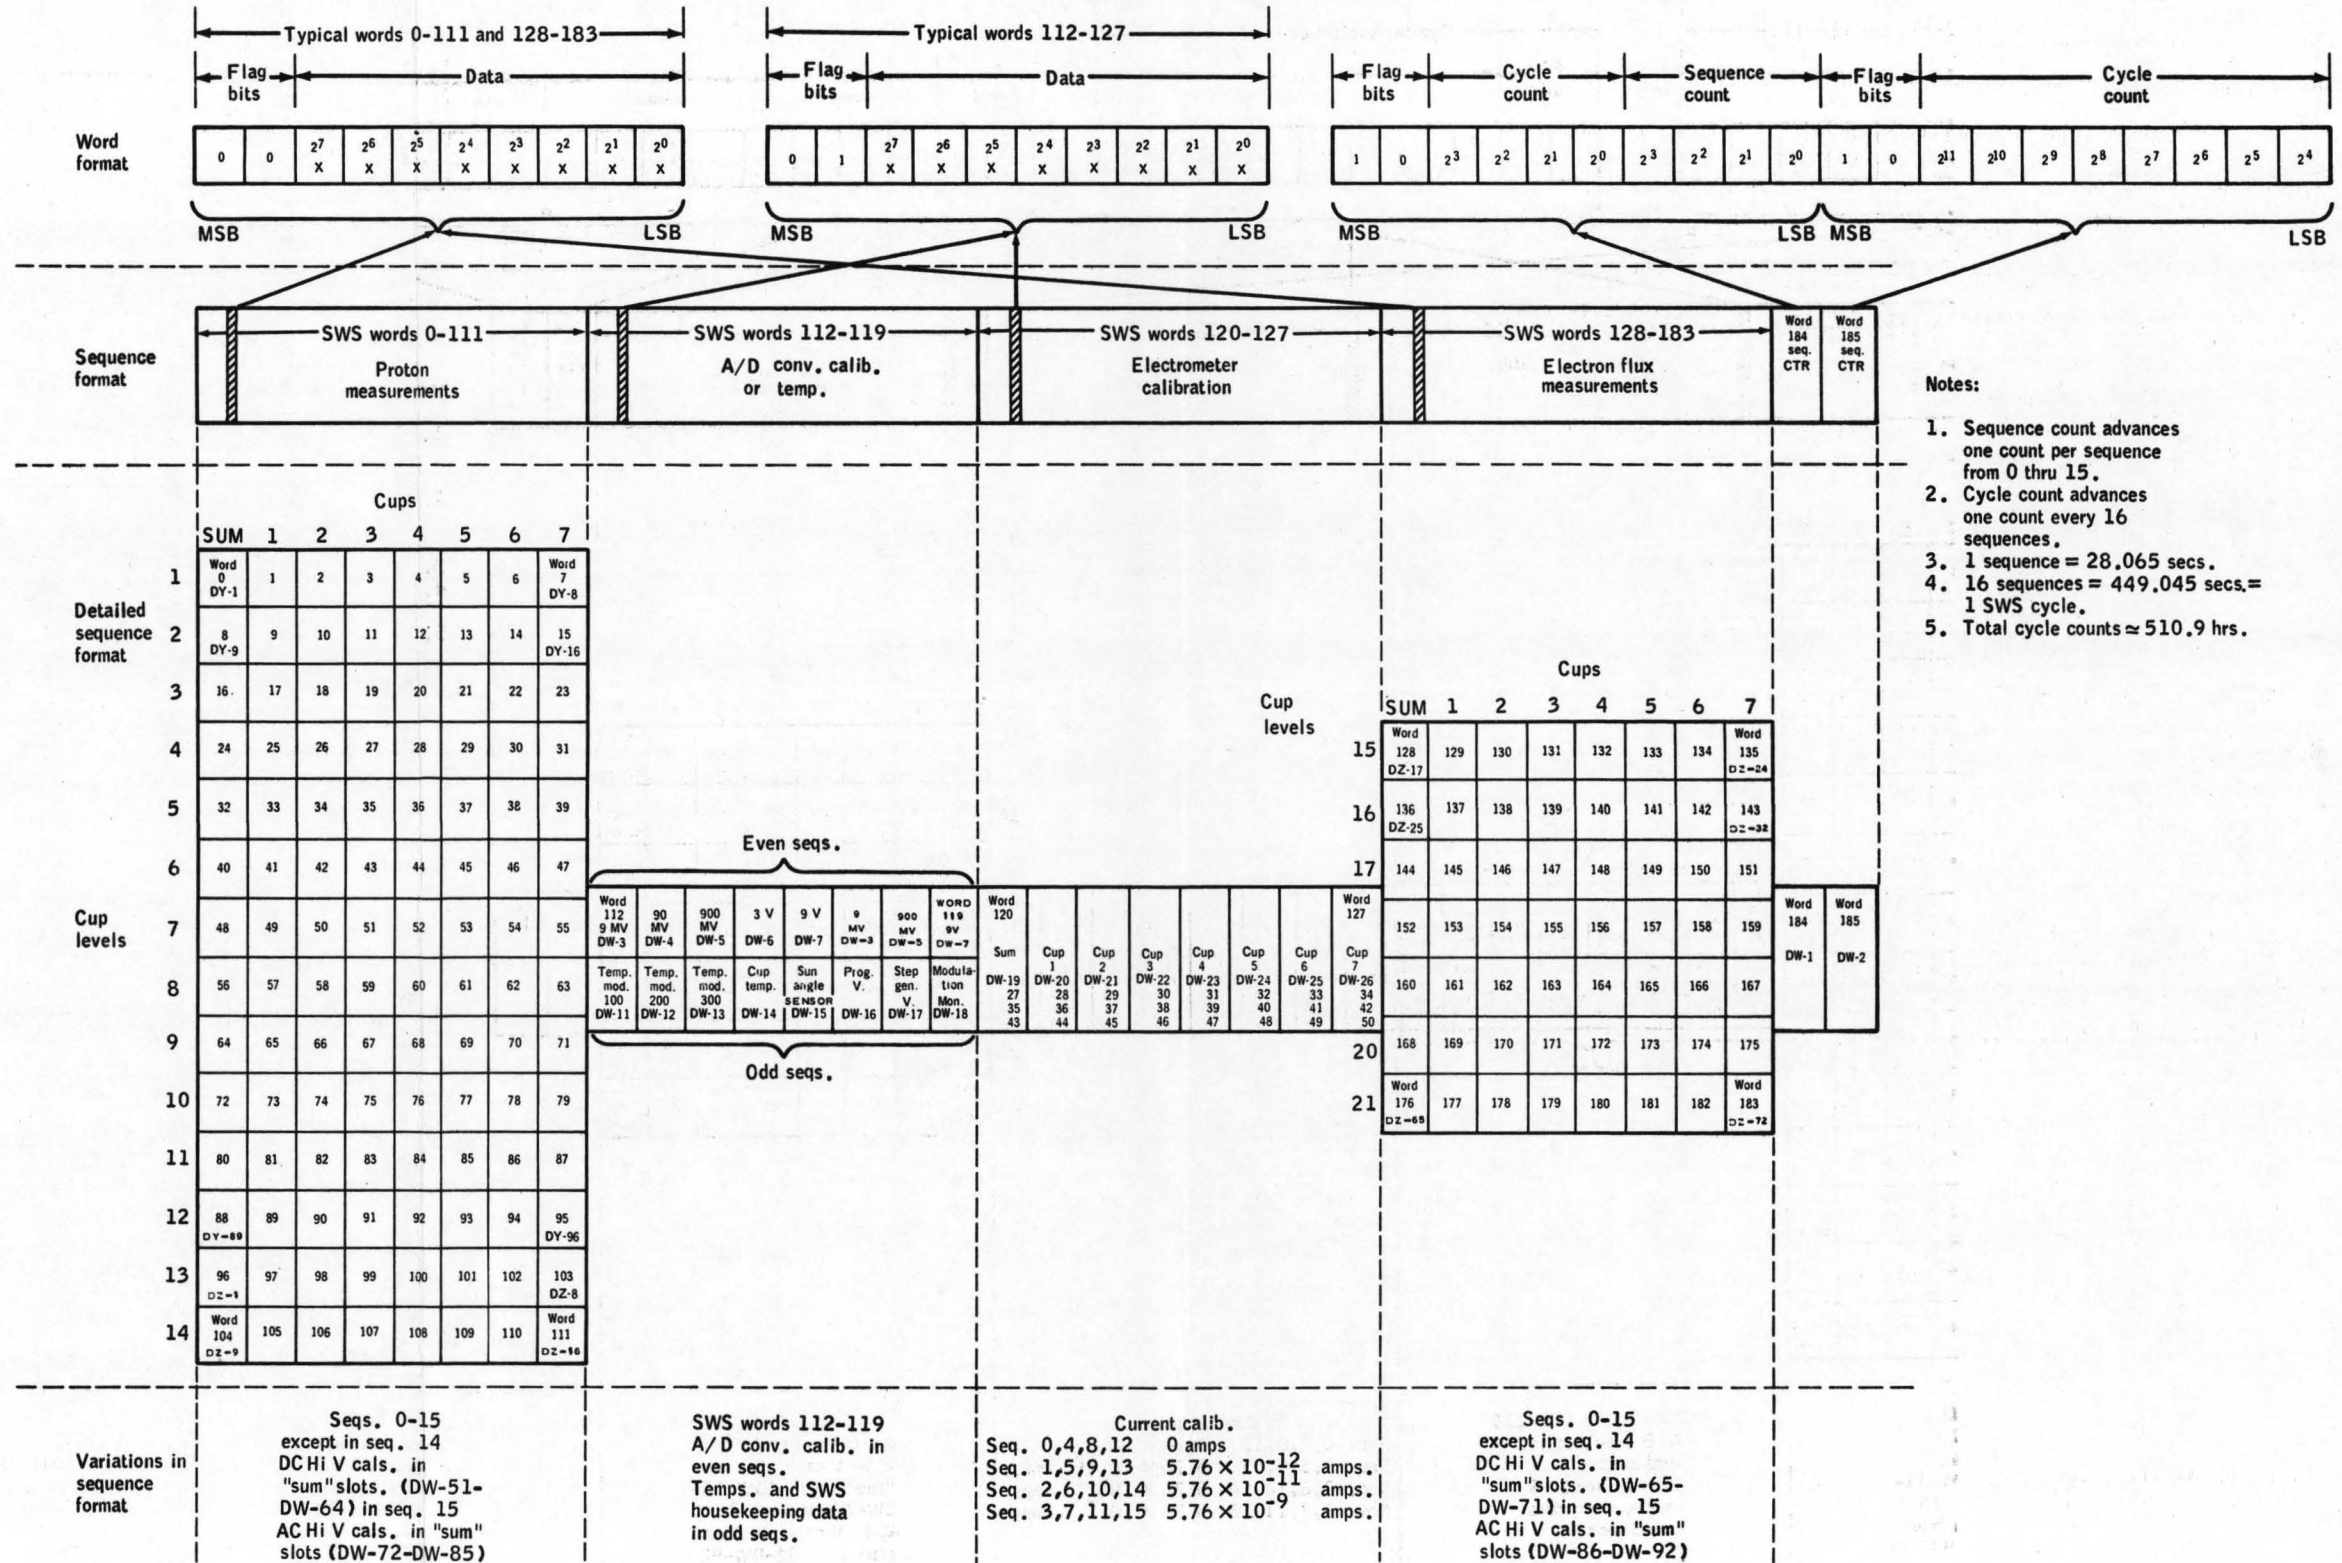 Typical words 0-111 and 128-183
Typical words 112-127
Flag bits
Data
Flag bits
Data
Flag bits
Cycle count
Sequence count
Flag bits
Cycle count
Word format
0 0 2⁷ x 2⁶ x 2⁵ x 2⁴ x 2³ x 2² x 2¹ x 2⁰ x
0 1 2⁷ x 2⁶ x 2⁵ x 2⁴ x 2³ x 2² x 2¹ x 2⁰ x
1 0 2³ 2² 2¹ 2⁰ 2³ 2² 2¹ 2⁰ 1 0 2¹¹ 2¹⁰ 2⁹ 2⁸ 2⁷ 2⁶ 2⁵ 2⁴
MSB LSB MSB LSB MSB LSB MSB LSB
Sequence format
SWS words 0-111
Proton
measurements
SWS words 112-119
A/D conv. calib.
or temp.
SWS words 120-127
Electrometer
calibration
SWS words 128-183
Electron flux
measurements
Word 184 seq. CTR
Word 185 seq. CTR
Notes:
1. Sequence count advances
one count per sequence
from 0 thru 15.
2. Cycle count advances
one count every 16
sequences.
3. 1 sequence = 28.065 secs.
4. 16 sequences = 449.045 secs.=
1 SWS cycle.
5. Total cycle counts ≃ 510.9 hrs.
Detailed
sequence
format
Cup
levels
Cups
SUM 1 2 3 4 5 6 7
1 Word 0 DY-1 1 2 3 4 5 6 Word 7 DY-8
2 8 DY-9 9 10 11 12 13 14 15 DY-16
3 16 17 18 19 20 21 22 23
4 24 25 26 27 28 29 30 31
5 32 33 34 35 36 37 38 39
6 40 41 42 43 44 45 46 47
7 48 49 50 51 52 53 54 55
8 56 57 58 59 60 61 62 63
9 64 65 66 67 68 69 70 71
10 72 73 74 75 76 77 78 79
11 80 81 82 83 84 85 86 87
12 88 DY-89 89 90 91 92 93 94 95 DY-96
13 96 DZ-1 97 98 99 100 101 102 103 DZ-8
14 Word 104 DZ-9 105 106 107 108 109 110 Word 111 DZ-16
Even seqs.
Word 112 9 MV DW-3
90 MV DW-4
900 MV DW-5
3 V DW-6
9 V DW-7
9 MV DW-3
900 MV DW-5
WORD 119 9V DW-7
Temp. mod. 100 DW-11
Temp. mod. 200 DW-12
Temp. mod. 300 DW-13
Cup temp. DW-14
Sun angle SENSOR DW-15
Prog. V. DW-16
Step gen. V. DW-17
Modula-tion Mon. DW-18
Odd seqs.
Word 120 Sum DW-19 27 35 43
Cup 1 DW-20 28 36 44
Cup 2 DW-21 29 37 45
Cup 3 DW-22 30 38 46
Cup 4 DW-23 31 39 47
Cup 5 DW-24 32 40 48
Cup 6 DW-25 33 41 49
Word 127 Cup 7 DW-26 34 42 50
Cup
levels
Cups
SUM 1 2 3 4 5 6 7
15 Word 128 DZ-17 129 130 131 132 133 134 Word 135 DZ-24
16 136 DZ-25 137 138 139 140 141 142 143 DZ-32
17 144 145 146 147 148 149 150 151
152 153 154 155 156 157 158 159
160 161 162 163 164 165 166 167
20 168 169 170 171 172 173 174 175
21 Word 176 DZ-65 177 178 179 180 181 182 Word 183 DZ-72
Word 184 DW-1
Word 185 DW-2
Variations in
sequence
format
Seqs. 0-15
except in seq. 14
DC Hi V cals. in
"sum" slots. (DW-51-
DW-64) in seq. 15
AC Hi V cals. in "sum"
slots (DW-72-DW-85)
SWS words 112-119
A/D conv. calib. in
even seqs.
Temps. and SWS
housekeeping data
in odd seqs.
Current calib.
Seq. 0,4,8,12 0 amps
Seq. 1,5,9,13 5.76 × 10⁻¹² amps.
Seq. 2,6,10,14 5.76 × 10⁻¹¹ amps.
Seq. 3,7,11,15 5.76 × 10⁻⁹ amps.
Seqs. 0-15
except in seq. 14
DC Hi V cals. in
"sum" slots. (DW-65-
DW-71) in seq. 15
AC Hi V cals. in "sum"
slots (DW-86-DW-92)